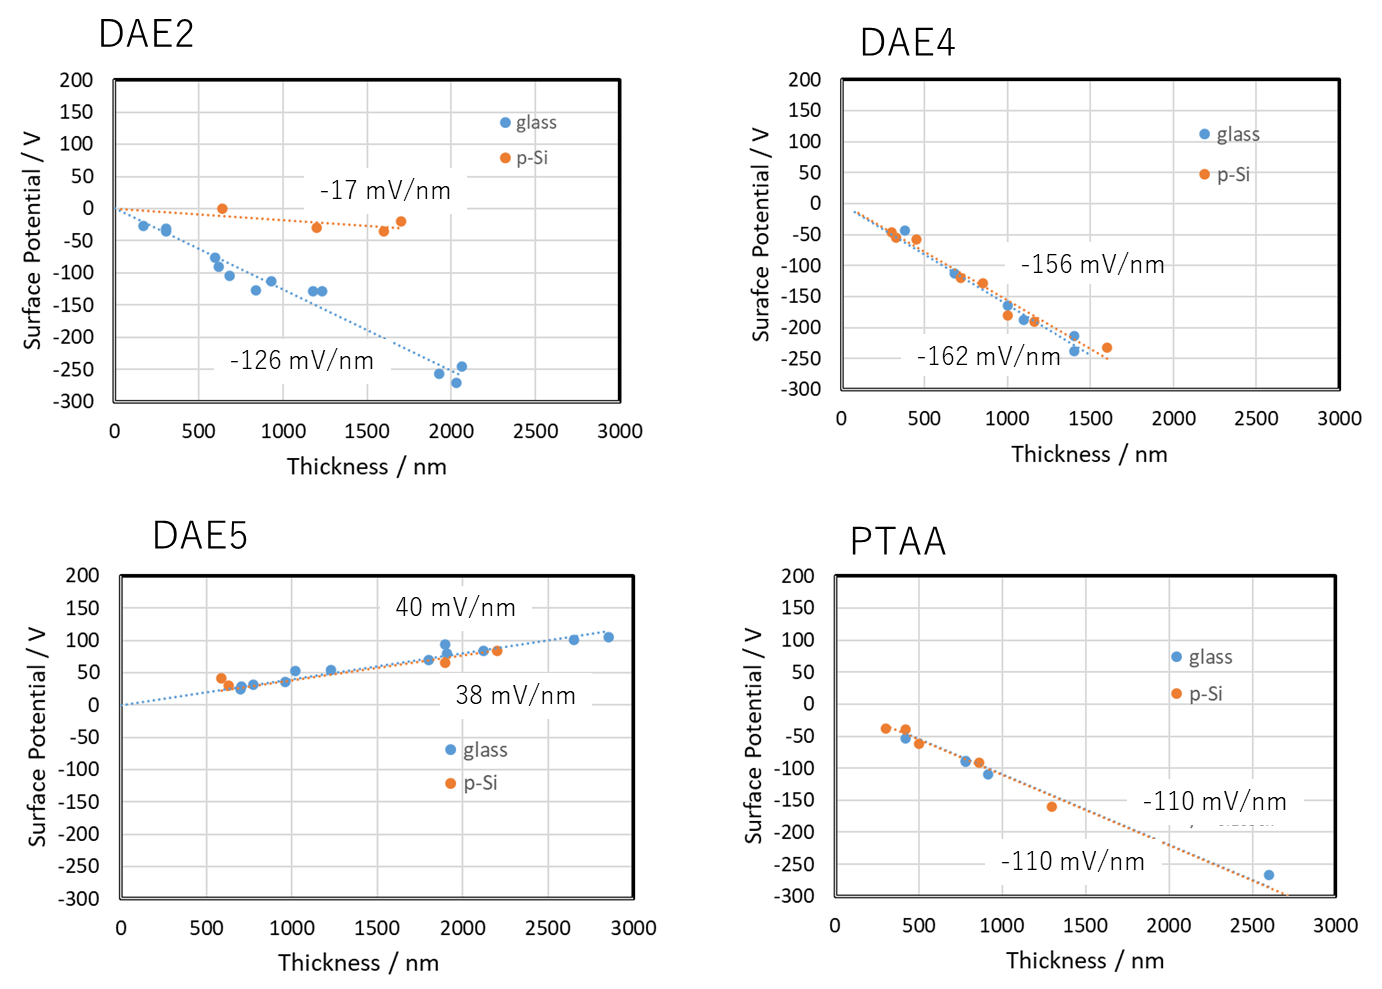 DAE2
200
150
100
50
0
-50
-100
-150
-200
-250
-300
Surface Potential / V
glass
p-Si
-17 mV/nm
-126 mV/nm
0 500 1000 1500 2000 2500 3000
Thickness / nm
DAE4
200
150
100
50
0
-50
-100
-150
-200
-250
-300
Surafce Potential / V
glass
p-Si
-156 mV/nm
-162 mV/nm
0 500 1000 1500 2000 2500 3000
Thickness / nm
DAE5
200
150
100
50
0
-50
-100
-150
-200
-250
-300
Surface Potential / V
40 mV/nm
38 mV/nm
glass
p-Si
0 500 1000 1500 2000 2500 3000
Thickness / nm
PTAA
200
150
100
50
0
-50
-100
-150
-200
-250
-300
Surface Potential / V
glass
p-Si
-110 mV/nm
-110 mV/nm
0 500 1000 1500 2000 2500 3000
Thickness / nm